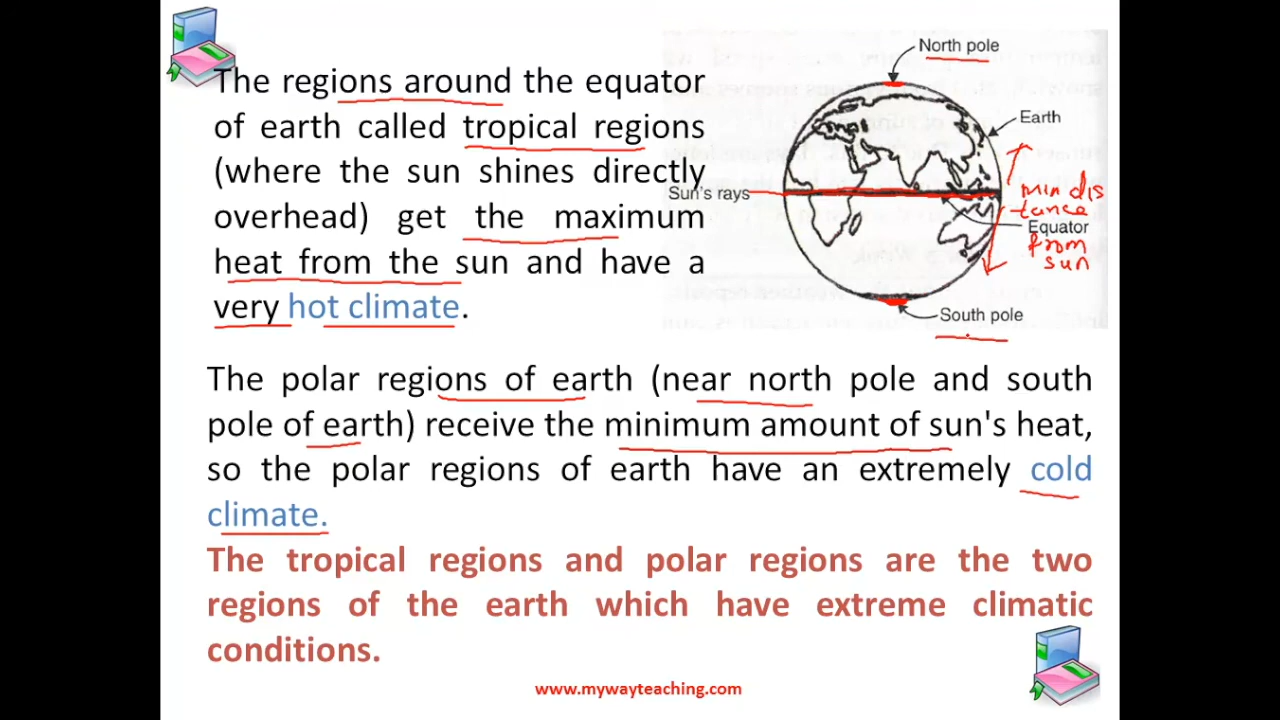 The regions around the equator
of earth called tropical regions
(where the sun shines directly
overhead) get the maximum
heat from the sun and have a
very hot climate.
North pole
Earth
Sun's rays
Min dis
tance
Equator
from
sun
South pole
The polar regions of earth (near north pole and south
pole of earth) receive the minimum amount of sun's heat,
so the polar regions of earth have an extremely cold
climate.
The tropical regions and polar regions are the two
regions of the earth which have extreme climatic
conditions.
www.mywayteaching.com